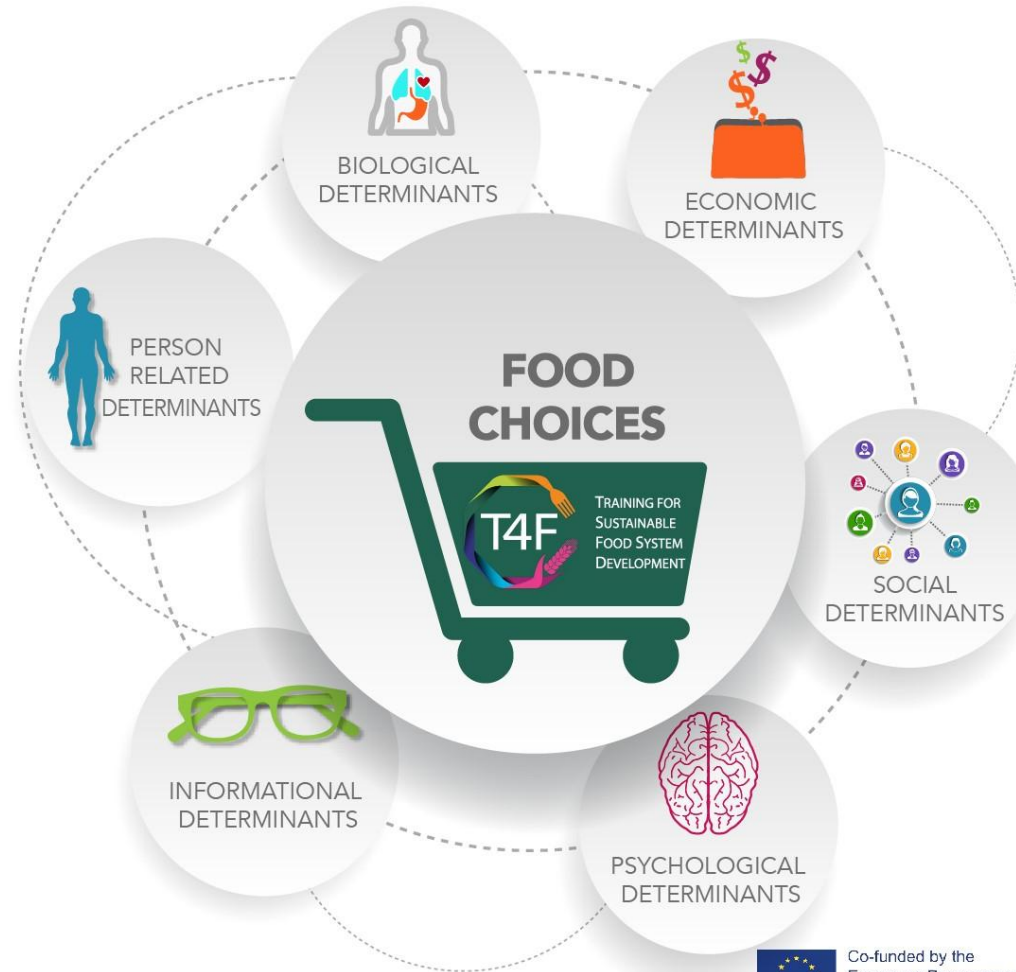 BIOLOGICAL
DETERMINANTS
ECONOMIC
DETERMINANTS
PERSON
RELATED
DETERMINANTS
FOOD
CHOICES
T4F
TRAINING FOR
SUSTAINABLE
FOOD SYSTEM
DEVELOPMENT
SOCIAL
DETERMINANTS
INFORMATIONAL
DETERMINANTS
PSYCHOLOGICAL
DETERMINANTS
Co-funded by the